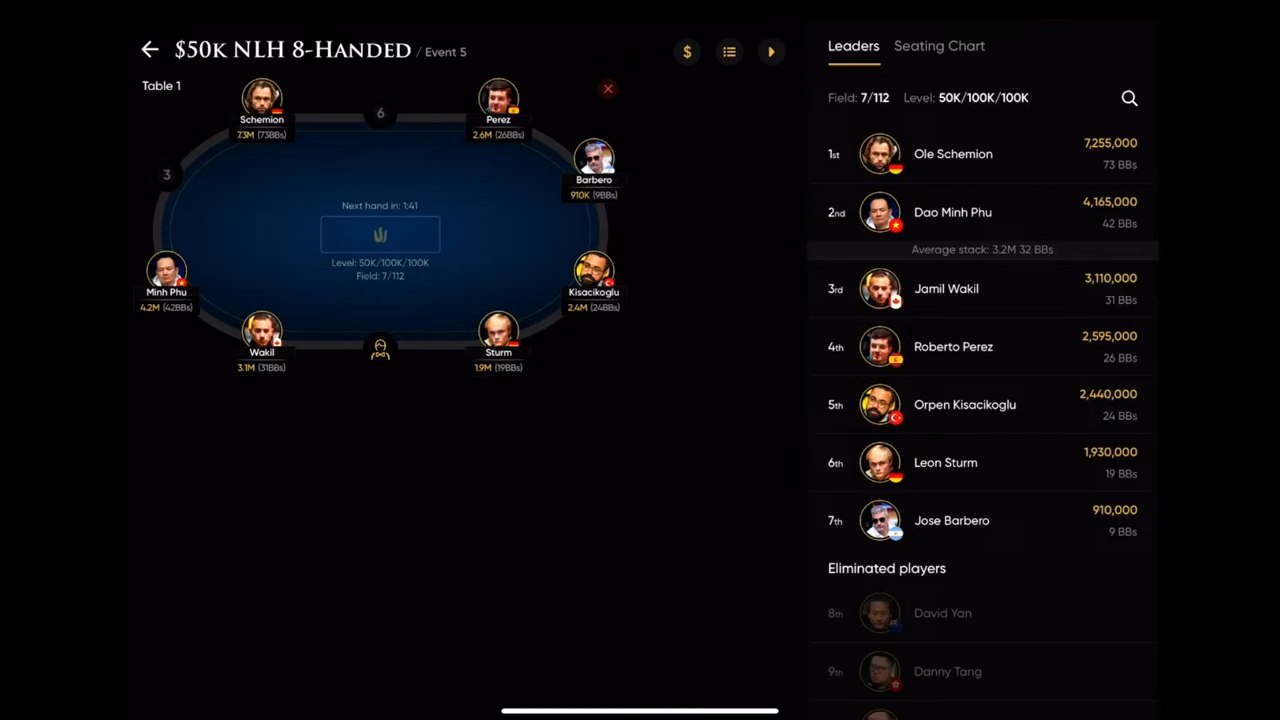 $50K NLH 8-HANDED / Event 5
$
Table 1
Schemion
7.3M (73BBs)
6
Perez
2.6M (26BBs)
Barbero
910K (9BBs)
3
Next hand in: 1:41
Level: 50K/100K/100K
Field: 7/112
Minh Phu
4.2M (42BBs)
Kisacikoglu
2.4M (24BBs)
Wakil
3.1M (31BBs)
Sturm
1.9M (19BBs)
Leaders Seating Chart
Field: 7/112 Level: 50K/100K/100K
1st Ole Schemion 7,255,000
73 BBs
2nd Dao Minh Phu 4,165,000
42 BBs
Average stack: 3.2M 32 BBs
3rd Jamil Wakil 3,110,000
31 BBs
4th Roberto Perez 2,595,000
26 BBs
5th Orpen Kisacikoglu 2,440,000
24 BBs
6th Leon Sturm 1,930,000
19 BBs
7th Jose Barbero 910,000
9 BBs
Eliminated players
8th David Yan
9th Danny Tang